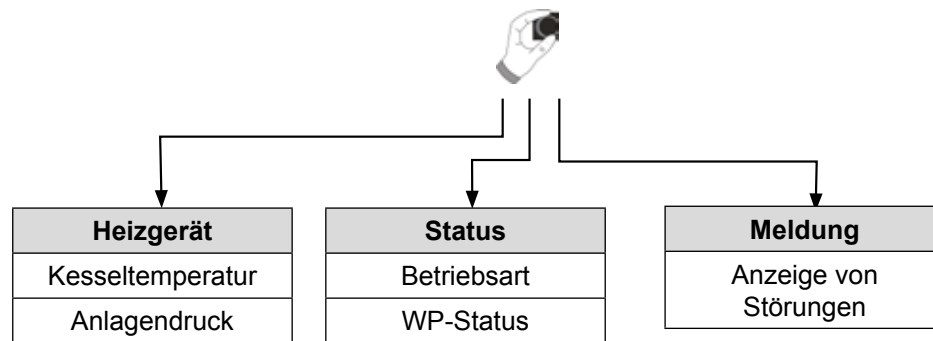 Heizgerät
Kesseltemperatur
Anlagendruck
Status
Betriebsart
WP-Status
Meldung
Anzeige von
Störungen